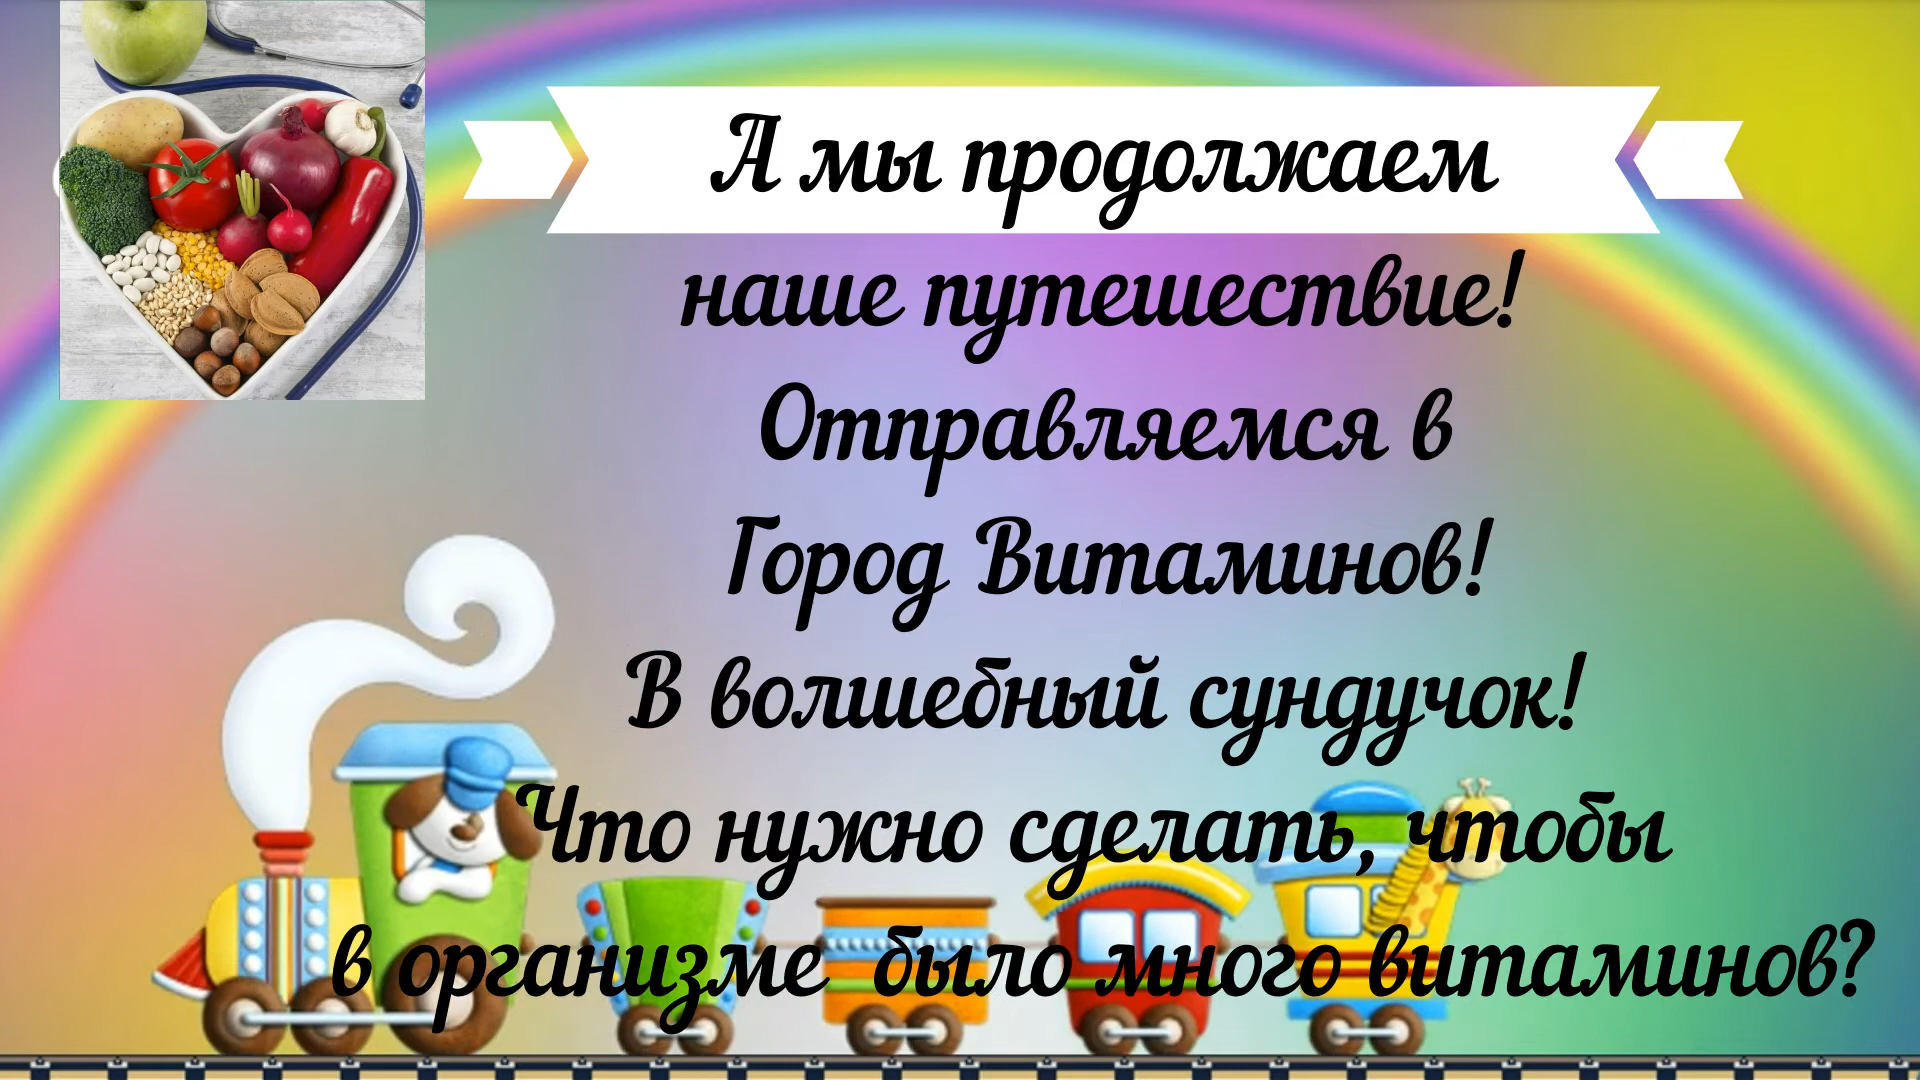 А мы продолжаем
наше путешествие!
Отправляемся в
Город Витаминов!
В волшебный сундучок!
Что нужно сделать, чтобы
в организме было много витаминов?